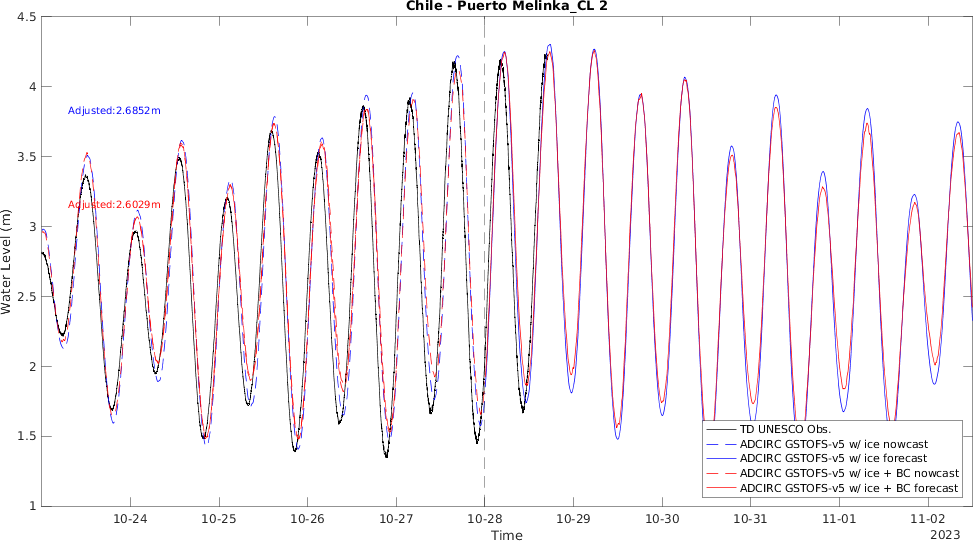 Chile - Puerto Melinka_CL 2
4.5
4
3.5
3
2.5
2
1.5
1
Water Level (m)
Adjusted:2.6852m
Adjusted:2.6029m
TD UNESCO Obs.
ADCIRC GSTOFS-v5 w/ ice nowcast
ADCIRC GSTOFS-v5 w/ ice forecast
ADCIRC GSTOFS-v5 w/ ice + BC nowcast
ADCIRC GSTOFS-v5 w/ ice + BC forecast
10-24 10-25 10-26 10-27 10-28 10-29 10-30 10-31 11-01 11-02
Time
2023